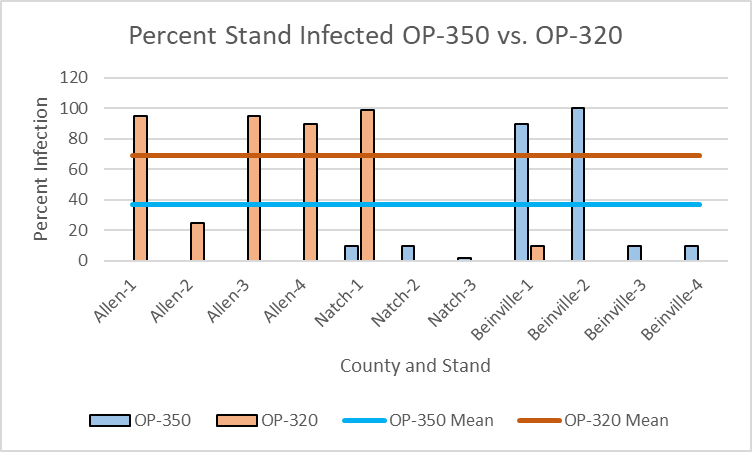 Percent Stand Infected OP-350 vs. OP-320
120
100
80
60
40
20
0
Percent Infection
Allen-1
Allen-2
Allen-3
Allen-4
Natch-1
Natch-2
Natch-3
Beinville-1
Beinville-2
Beinville-3
Beinville-4
County and Stand
OP-350 OP-320 OP-350 Mean OP-320 Mean